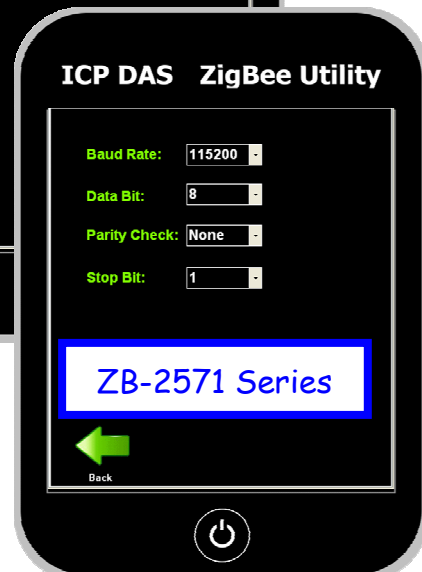 ICP DAS ZigBee Utility
Baud Rate: 115200
Data Bit: 8
Parity Check: None
Stop Bit: 1
ZB-2571 Series
Back